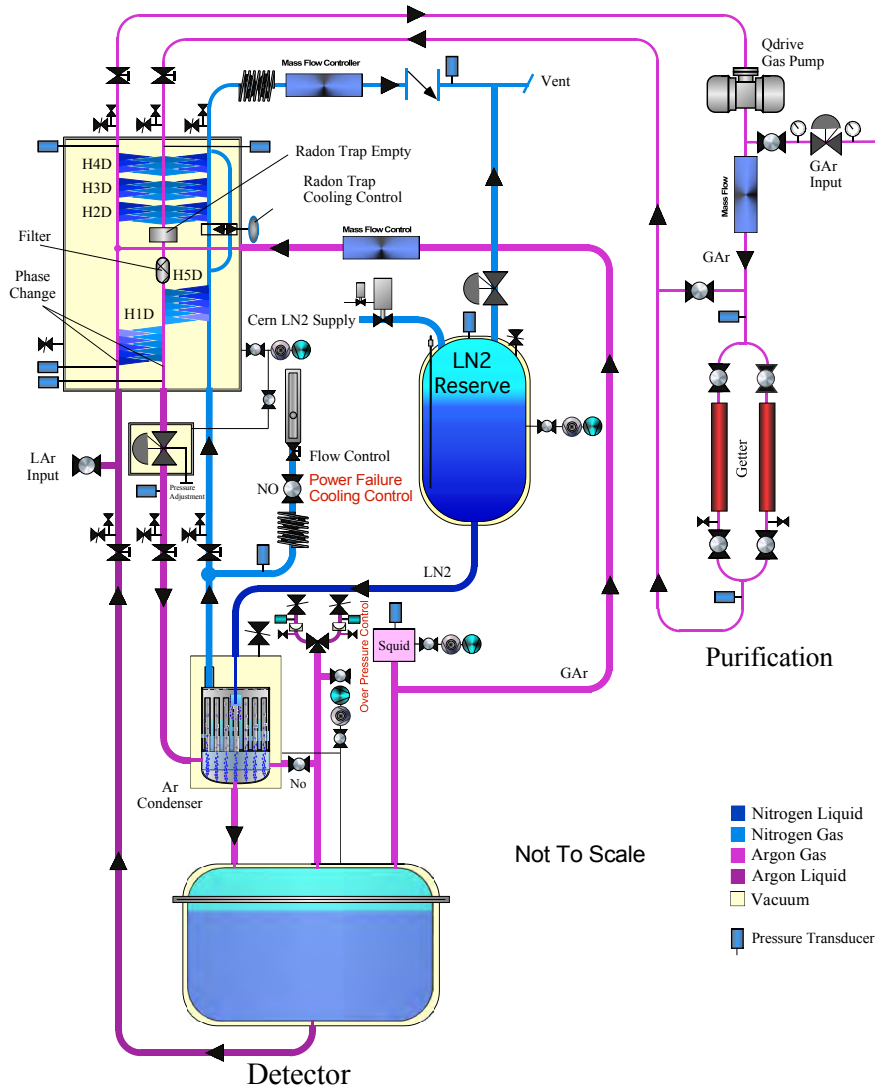 Qdrive
Gas Pump
Mass Flow Controller
Vent
Radon Trap Empty
H4D
H3D
H2D
Radon Trap
Cooling Control
GAr
Input
Mass Flow
Mass Flow Control
Filter
H5D
GAr
Phase
Change
H1D
Cern LN2 Supply
LN2
Reserve
Flow Control
LAr
Input
Pressure
Adjustment
NO
Power Failure
Cooling Control
Getter
LN2
Over Pressure Control
Squid
GAr
Purification
No
Ar
Condenser
Not To Scale
Nitrogen Liquid
Nitrogen Gas
Argon Gas
Argon Liquid
Vacuum
Pressure Transducer
Detector